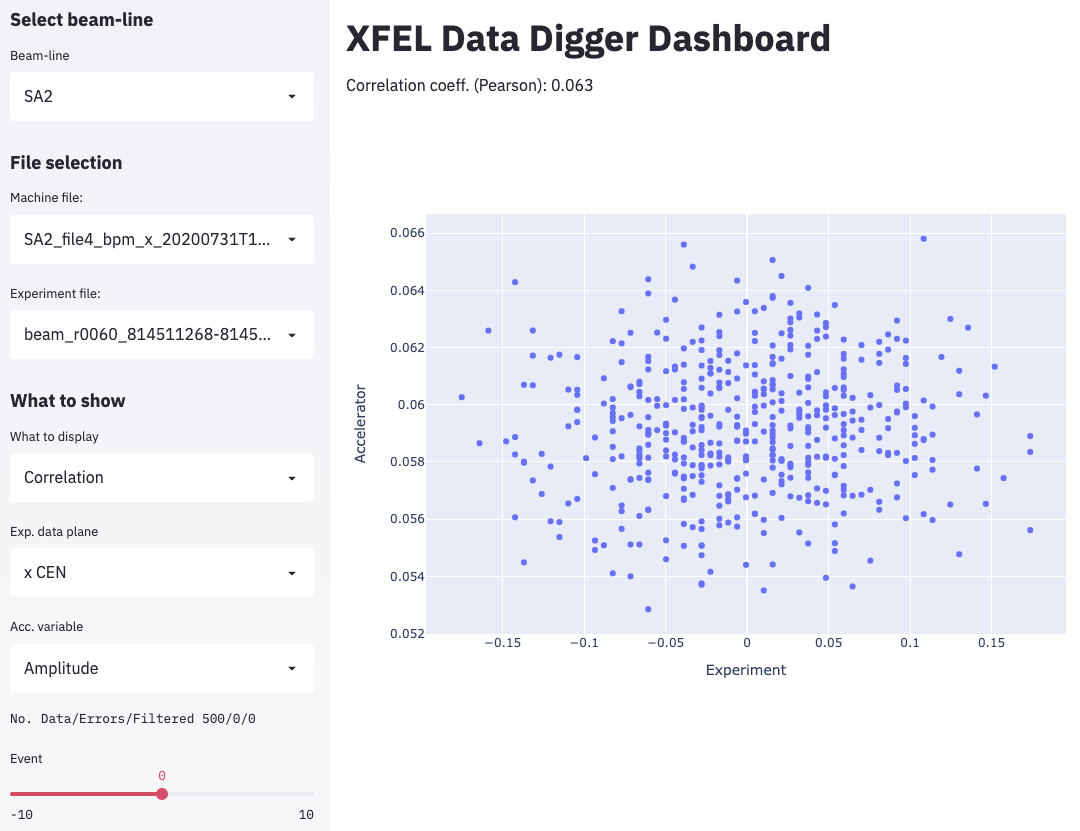 Select beam-line
Beam-line
SA2
File selection
Machine file:
SA2_file4_bpm_x_20200731T1...
Experiment file:
beam_r0060_814511268-8145...
What to show
What to display
Correlation
Exp. data plane
x CEN
Acc. variable
Amplitude
No. Data/Errors/Filtered 500/0/0
Event
0
-10 10
XFEL Data Digger Dashboard
Correlation coeff. (Pearson): 0.063
Accelerator
0.066
0.064
0.062
0.06
0.058
0.056
0.054
0.052
−0.15 −0.1 −0.05 0 0.05 0.1 0.15
Experiment